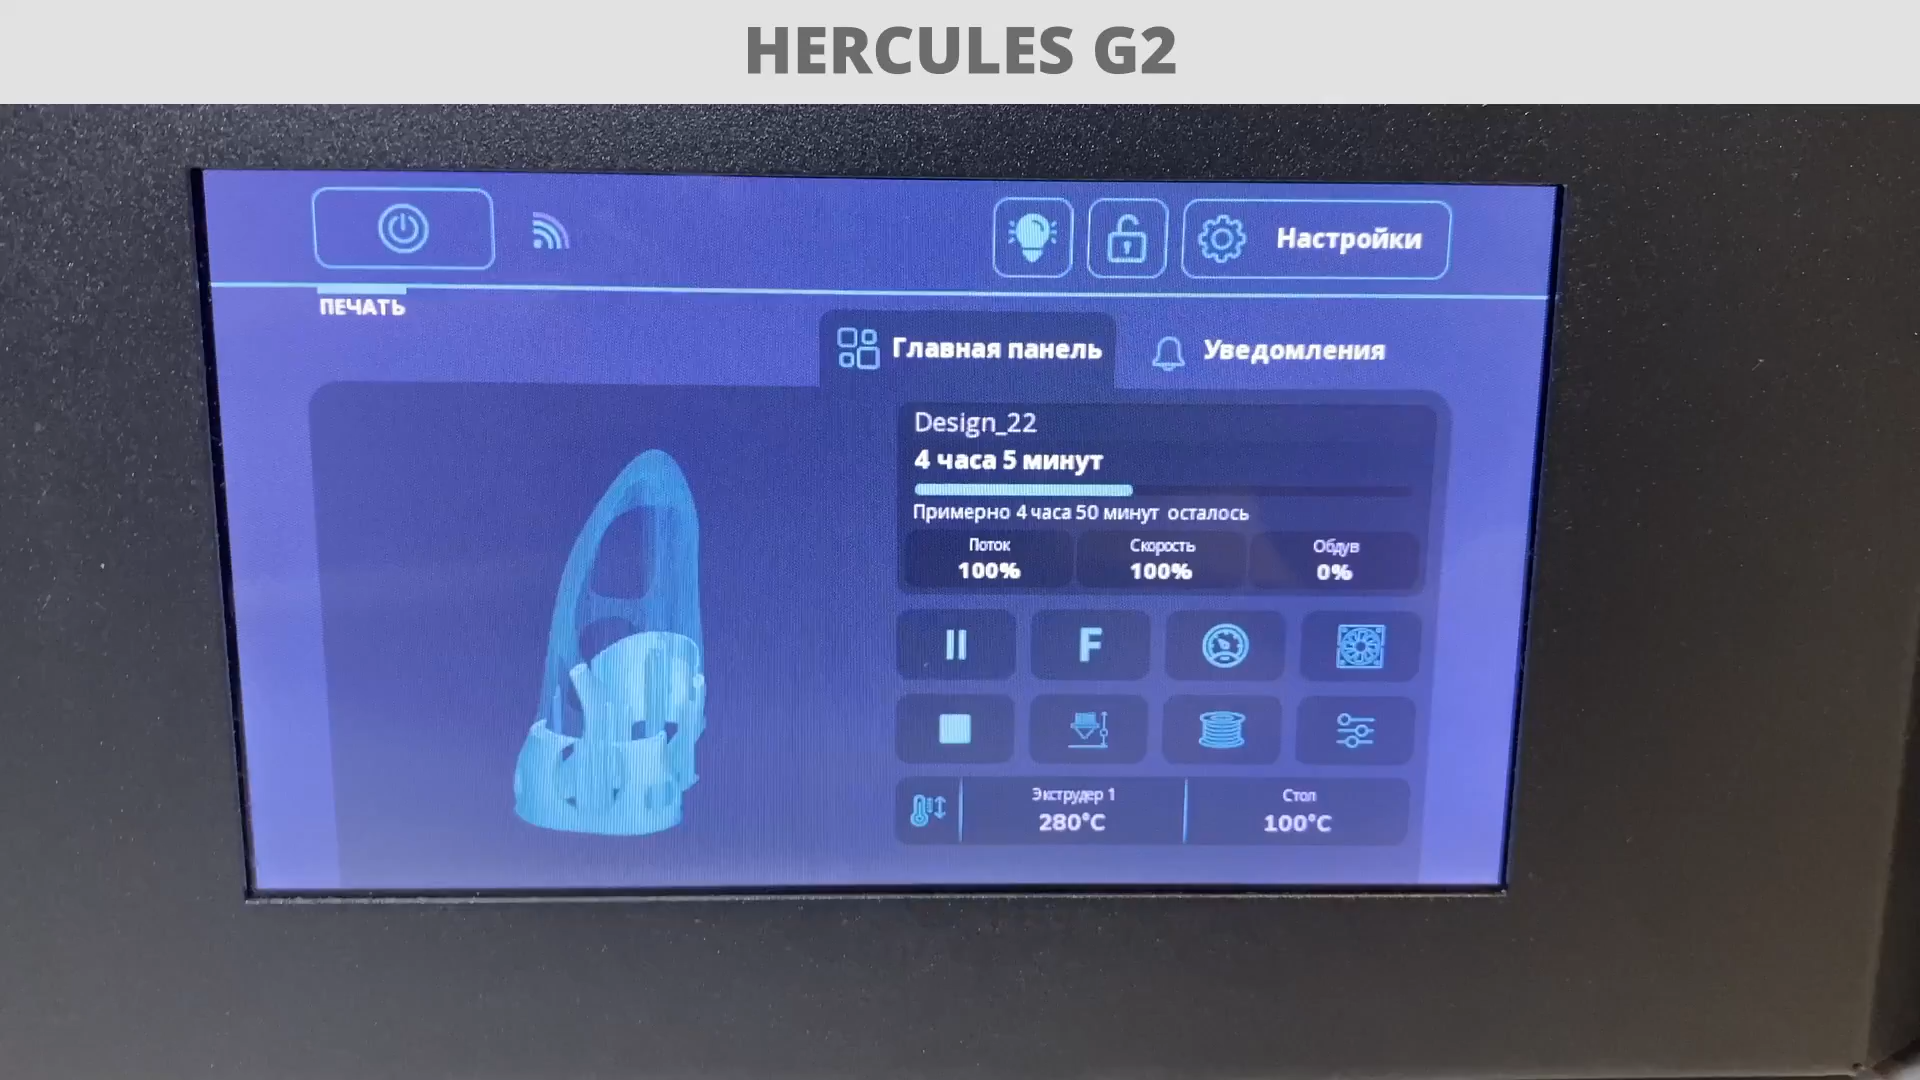 HERCULES G2
Настройки
ПЕЧАТЬ
Главная панель
Уведомления
Design_22
4 часа 5 минут
Примерно 4 часа 50 минут осталось
Поток
100%
Скорость
100%
Обдув
0%
F
Экструдер 1
280°C
Стол
100°C